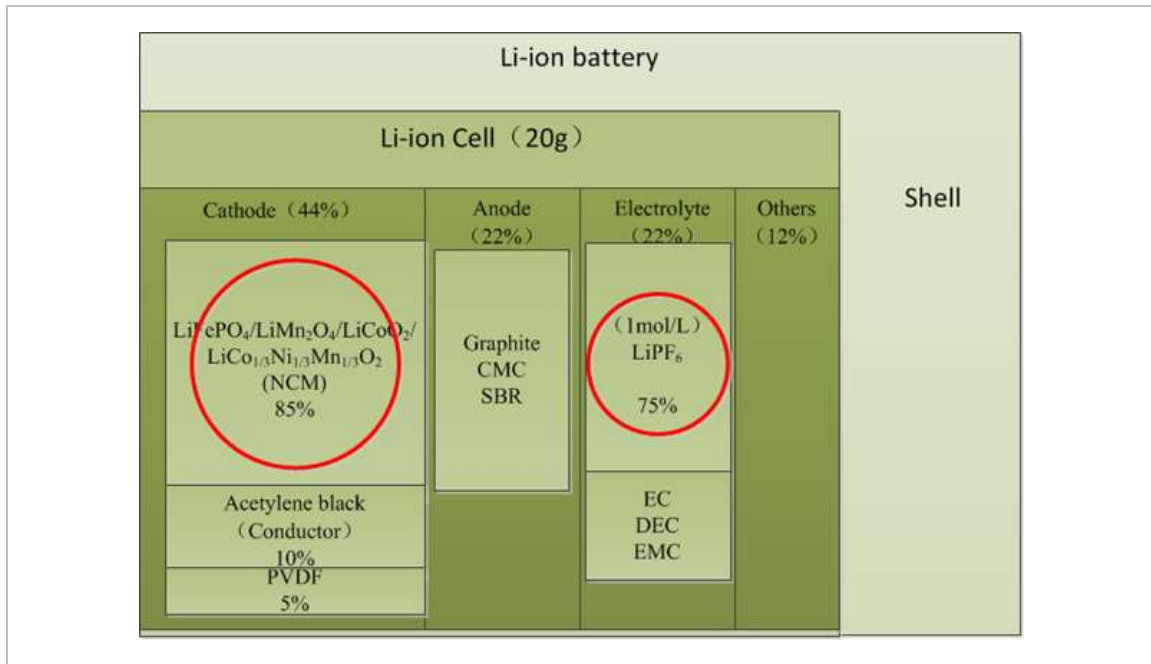 Li-ion battery
Li-ion Cell（20g）
Shell
Cathode（44%）
LiFePO₄/LiMn₂O₄/LiCoO₂/
LiCo₁/₃Ni₁/₃Mn₁/₃O₂
(NCM)
85%
Acetylene black
（Conductor）
10%
PVDF
5%
Anode
（22%）
Graphite
CMC
SBR
Electrolyte
（22%）
（1mol/L）
LiPF₆
75%
EC
DEC
EMC
Others
（12%）